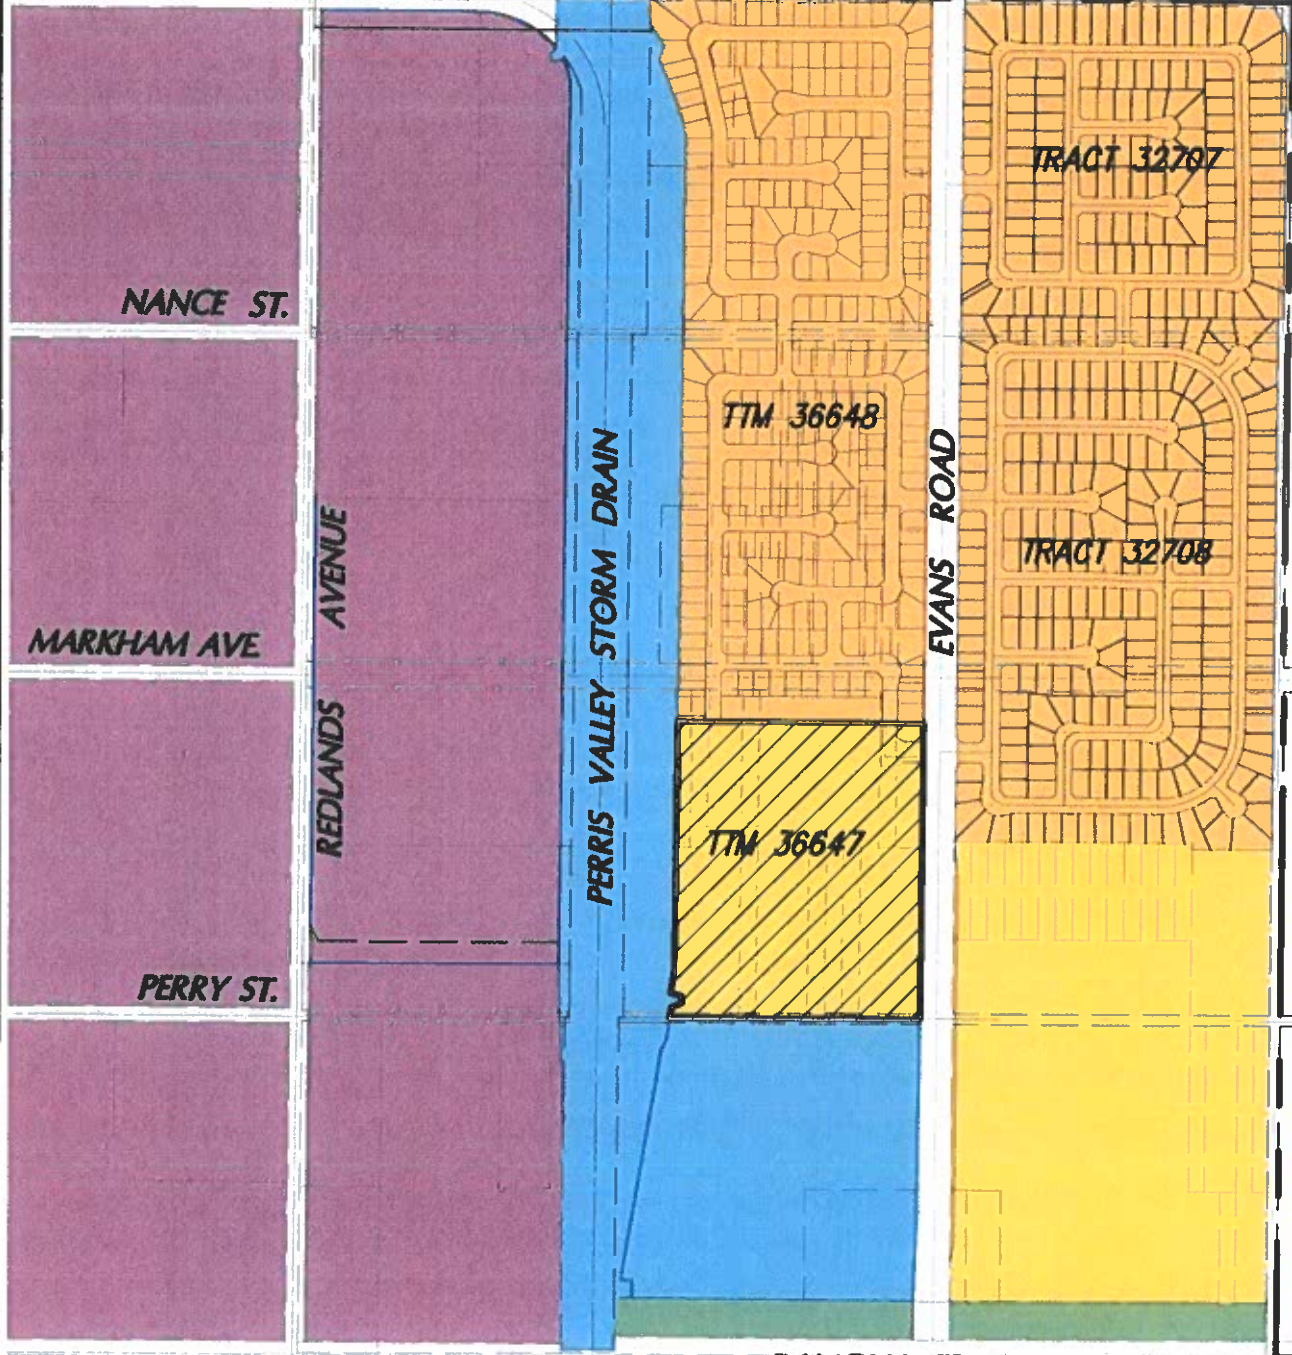 TRACT 32707
NANCE ST.
TTM 36648
EVANS ROAD
TRACT 32708
MARKHAM AVE
REDLANDS AVENUE
PERRIS VALLEY STORM DRAIN
TTM 36647
PERRY ST.